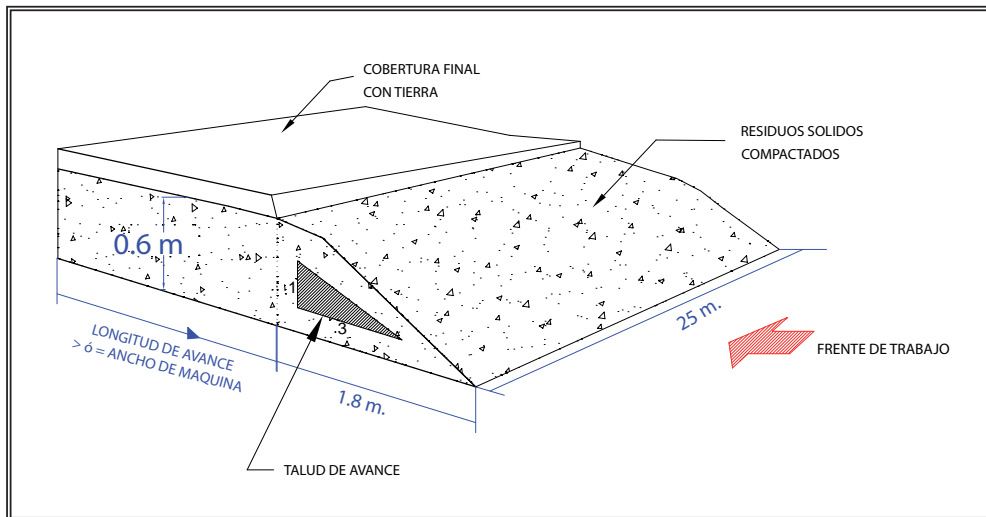 COBERTURA FINAL
CON TIERRA
RESIDUOS SOLIDOS
COMPACTADOS
0.6 m
1
.3
25 m.
LONGITUD DE AVANCE
> ó = ANCHO DE MAQUINA
FRENTE DE TRABAJO
1.8 m.
TALUD DE AVANCE